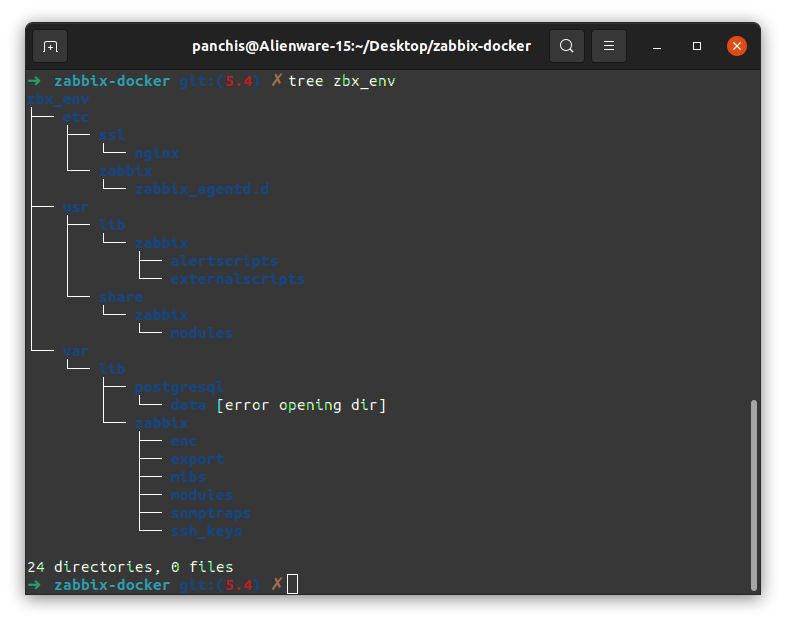 panchis@Alienware-15:~/Desktop/zabbix-docker
➜ zabbix-docker git:(5.4) ✗ tree zbx_env
zbx_env
├── etc
│   ├── ssl
│   │   └── nginx
│   └── zabbix
│       └── zabbix_agentd.d
├── usr
│   ├── lib
│   │   └── zabbix
│   │       ├── alertscripts
│   │       └── externalscripts
│   └── share
│       └── zabbix
│           └── modules
└── var
    └── lib
        ├── postgresql
        │   └── data [error opening dir]
        └── zabbix
            ├── enc
            ├── export
            ├── mibs
            ├── modules
            ├── snmptraps
            └── ssh_keys
24 directories, 0 files
➜ zabbix-docker git:(5.4) ✗